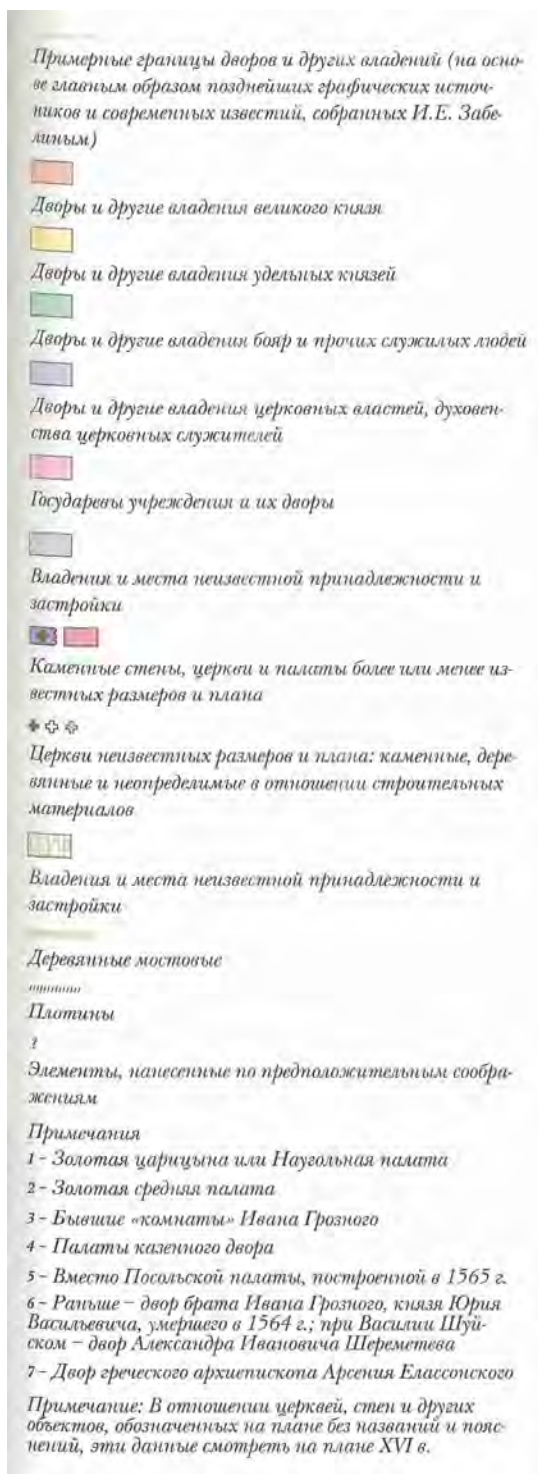 Примерные границы дворов и других владений (на осно-
ве главным образом позднейших графических источ-
ников и современных известий, собранных И.Е. Забе-
линым)
Дворы и другие владения великого князя
Дворы и другие владения удельных князей
Дворы и другие владения бояр и прочих служилых людей
Дворы и другие владения церковных властей, духовен-
ства церковных служителей
Государевы учреждения и их дворы
Владения и места неизвестной принадлежности и
застройки
Каменные стены, церкви и палаты более или менее из-
вестных размеров и плана
Церкви неизвестных размеров и плана: каменные, дере-
вянные и неопределимые в отношении строительных
материалов
Владения и места неизвестной принадлежности и
застройки
Деревянные мостовые
Плотины
?
Элементы, нанесенные по предположительным сообра-
жениям
Примечания
1 – Золотая царицына или Наугольная палата
2 – Золотая средняя палата
3 – Бывшие «комнаты» Ивана Грозного
4 – Палаты казенного двора
5 – Вместо Посольской палаты, построенной в 1565 г.
6 – Раньше – двор брата Ивана Грозного, князя Юрия
Васильевича, умершего в 1564 г.; при Василии Шуй-
ском – двор Александра Ивановича Шереметева
7 – Двор греческого архиепископа Арсения Елассонского
Примечание: В отношении церквей, стен и других
объектов, обозначенных на плане без названий и пояс-
нений, эти данные смотреть на плане XVI в.